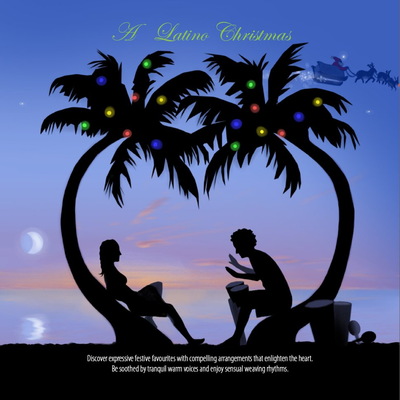 A Latino Christmas
Discover expressive festive favourites with compelling arrangements that enlighten the heart.
Be soothed by tranquil warm voices and enjoy sensual weaving rhythms.